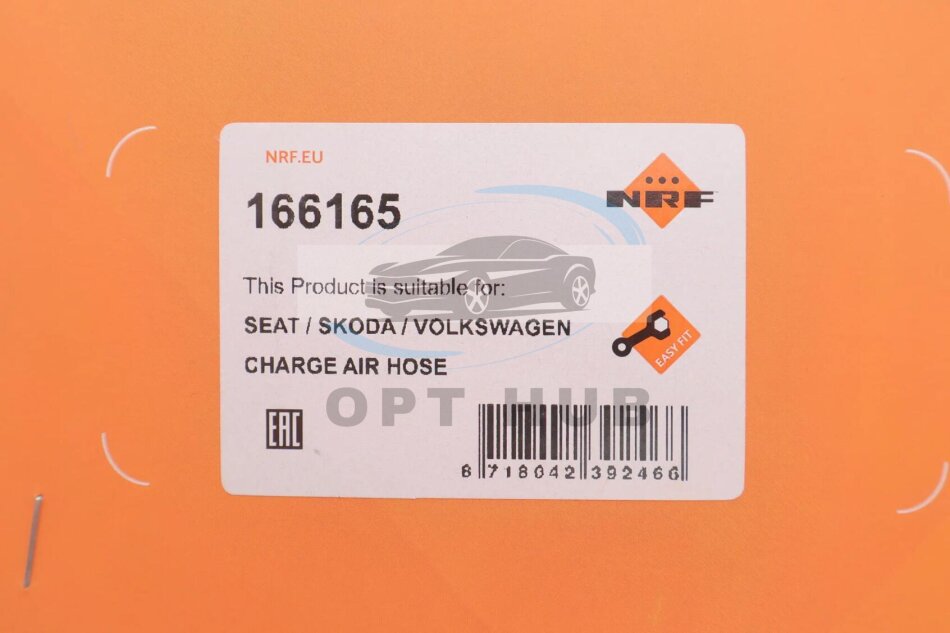 NRF.EU
NRF
166165
This Product is suitable for:
SEAT / SKODA / VOLKSWAGEN
EASY FIT
CHARGE AIR HOSE
OPT HUB
EAC
8 718042 392466